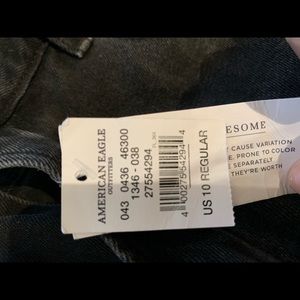 AMERICAN EAGLE
OUTFITTERS
043 0436 46300
1346 - 038
27554294
US 10 REGULAR
ESOME
CAUSE VARIATION
E. PRONE TO COLOR
SEPARATELY
THEY'RE WORTH